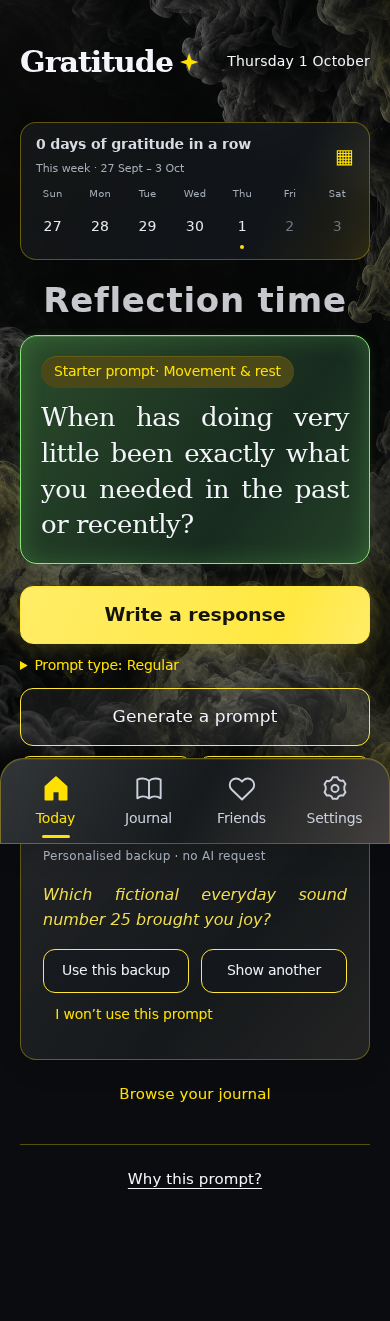 Gratitude
Thursday 1 October
0 days of gratitude in a row
This week · 27 Sept – 3 Oct
Sun Mon Tue Wed Thu Fri Sat
27 28 29 30 1 2 3
Reflection time
Starter prompt· Movement & rest
When has doing very
little been exactly what
you needed in the past
or recently?
Write a response
Prompt type: Regular
Generate a prompt
Today Journal Friends Settings
Personalised backup · no AI request
Which fictional everyday sound
number 25 brought you joy?
Use this backup Show another
I won’t use this prompt
Browse your journal
Why this prompt?